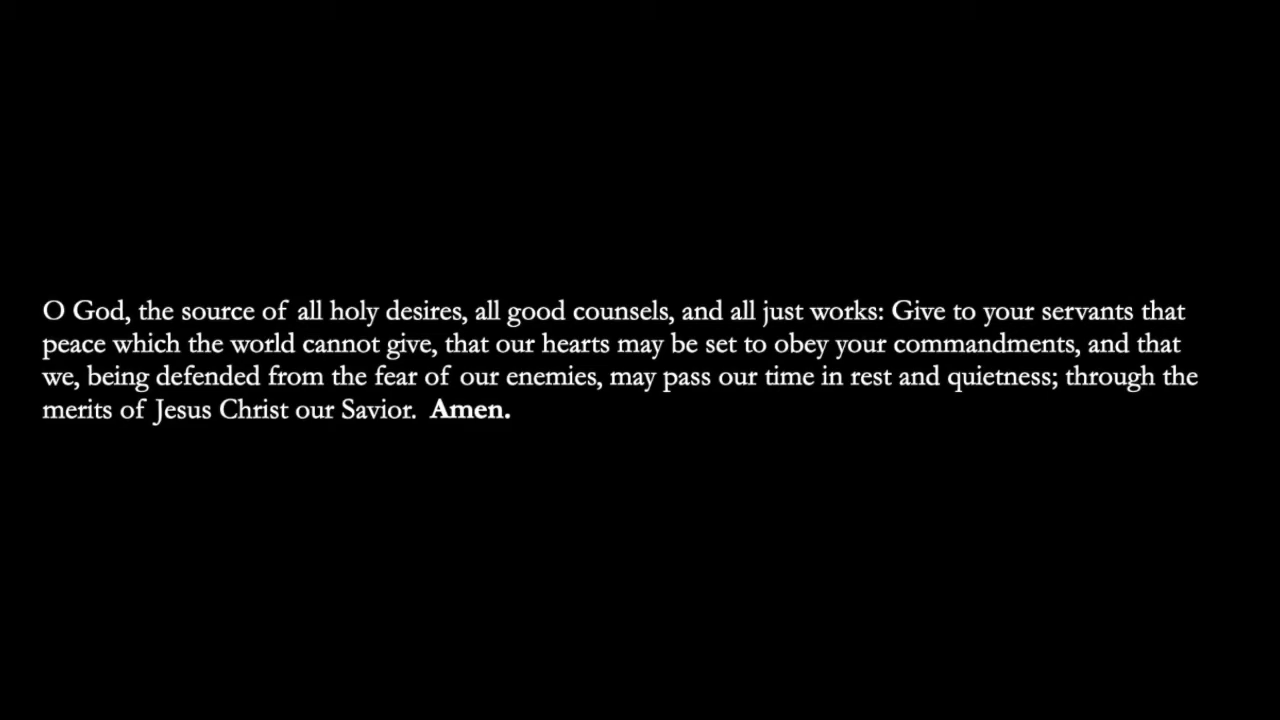 O God, the source of all holy desires, all good counsels, and all just works: Give to your servants that
peace which the world cannot give, that our hearts may be set to obey your commandments, and that
we, being defended from the fear of our enemies, may pass our time in rest and quietness; through the
merits of Jesus Christ our Savior. Amen.